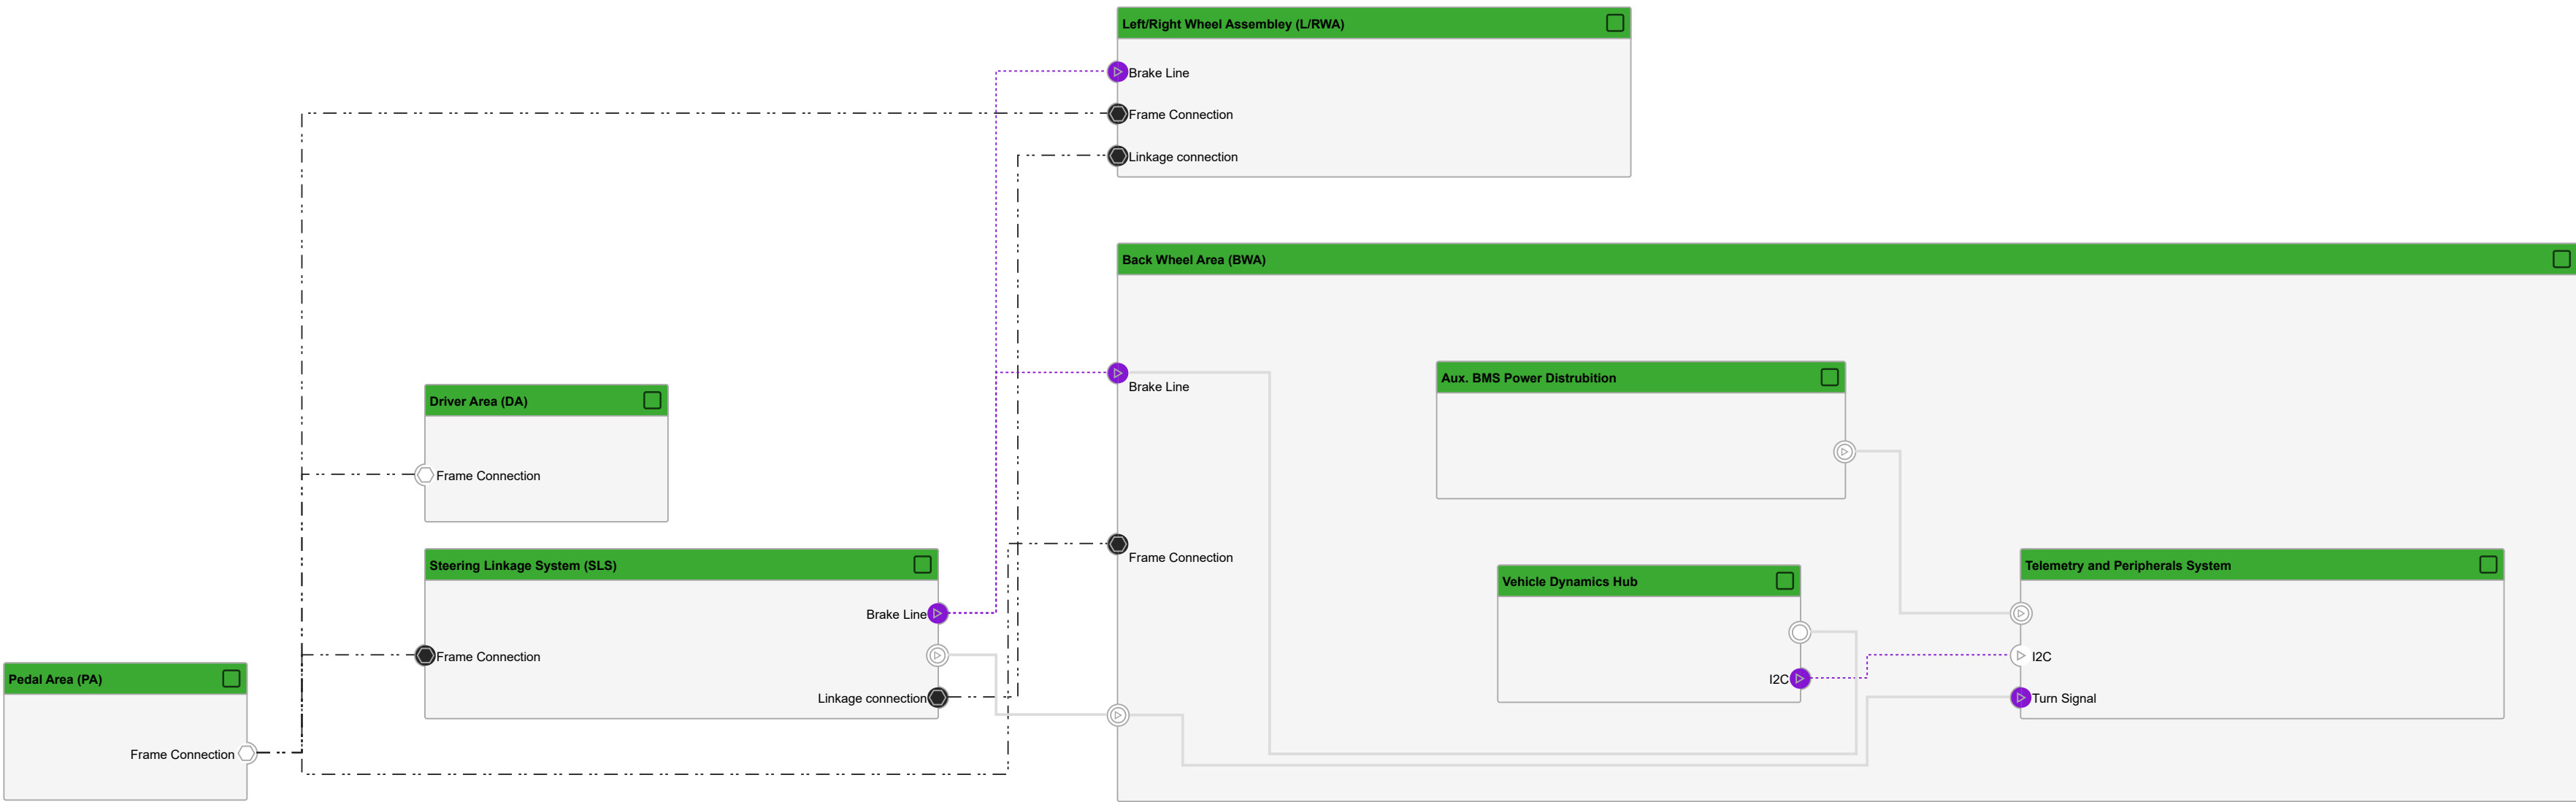 Left/Right Wheel Assembley (L/RWA)
Brake Line
Frame Connection
Linkage connection
Back Wheel Area (BWA)
Brake Line
Frame Connection
Aux. BMS Power Distrubition
Vehicle Dynamics Hub
I2C
Telemetry and Peripherals System
I2C
Turn Signal
Driver Area (DA)
Frame Connection
Steering Linkage System (SLS)
Brake Line
Frame Connection
Linkage connection
Pedal Area (PA)
Frame Connection